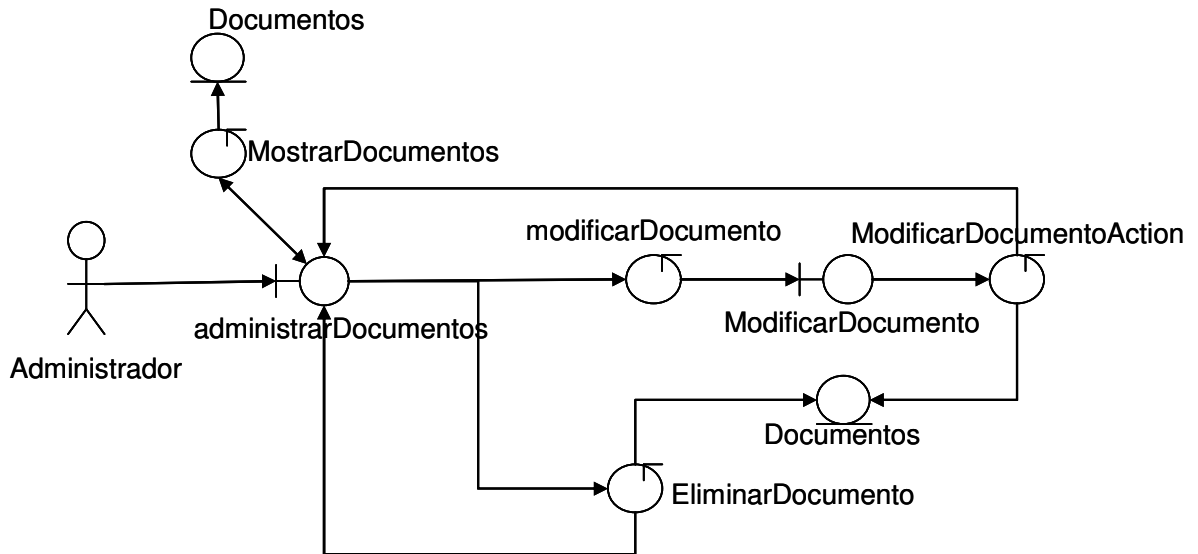 Documentos
MostrarDocumentos
modificarDocumento
ModificarDocumentoAction
administrarDocumentos
ModificarDocumento
Administrador
Documentos
EliminarDocumento